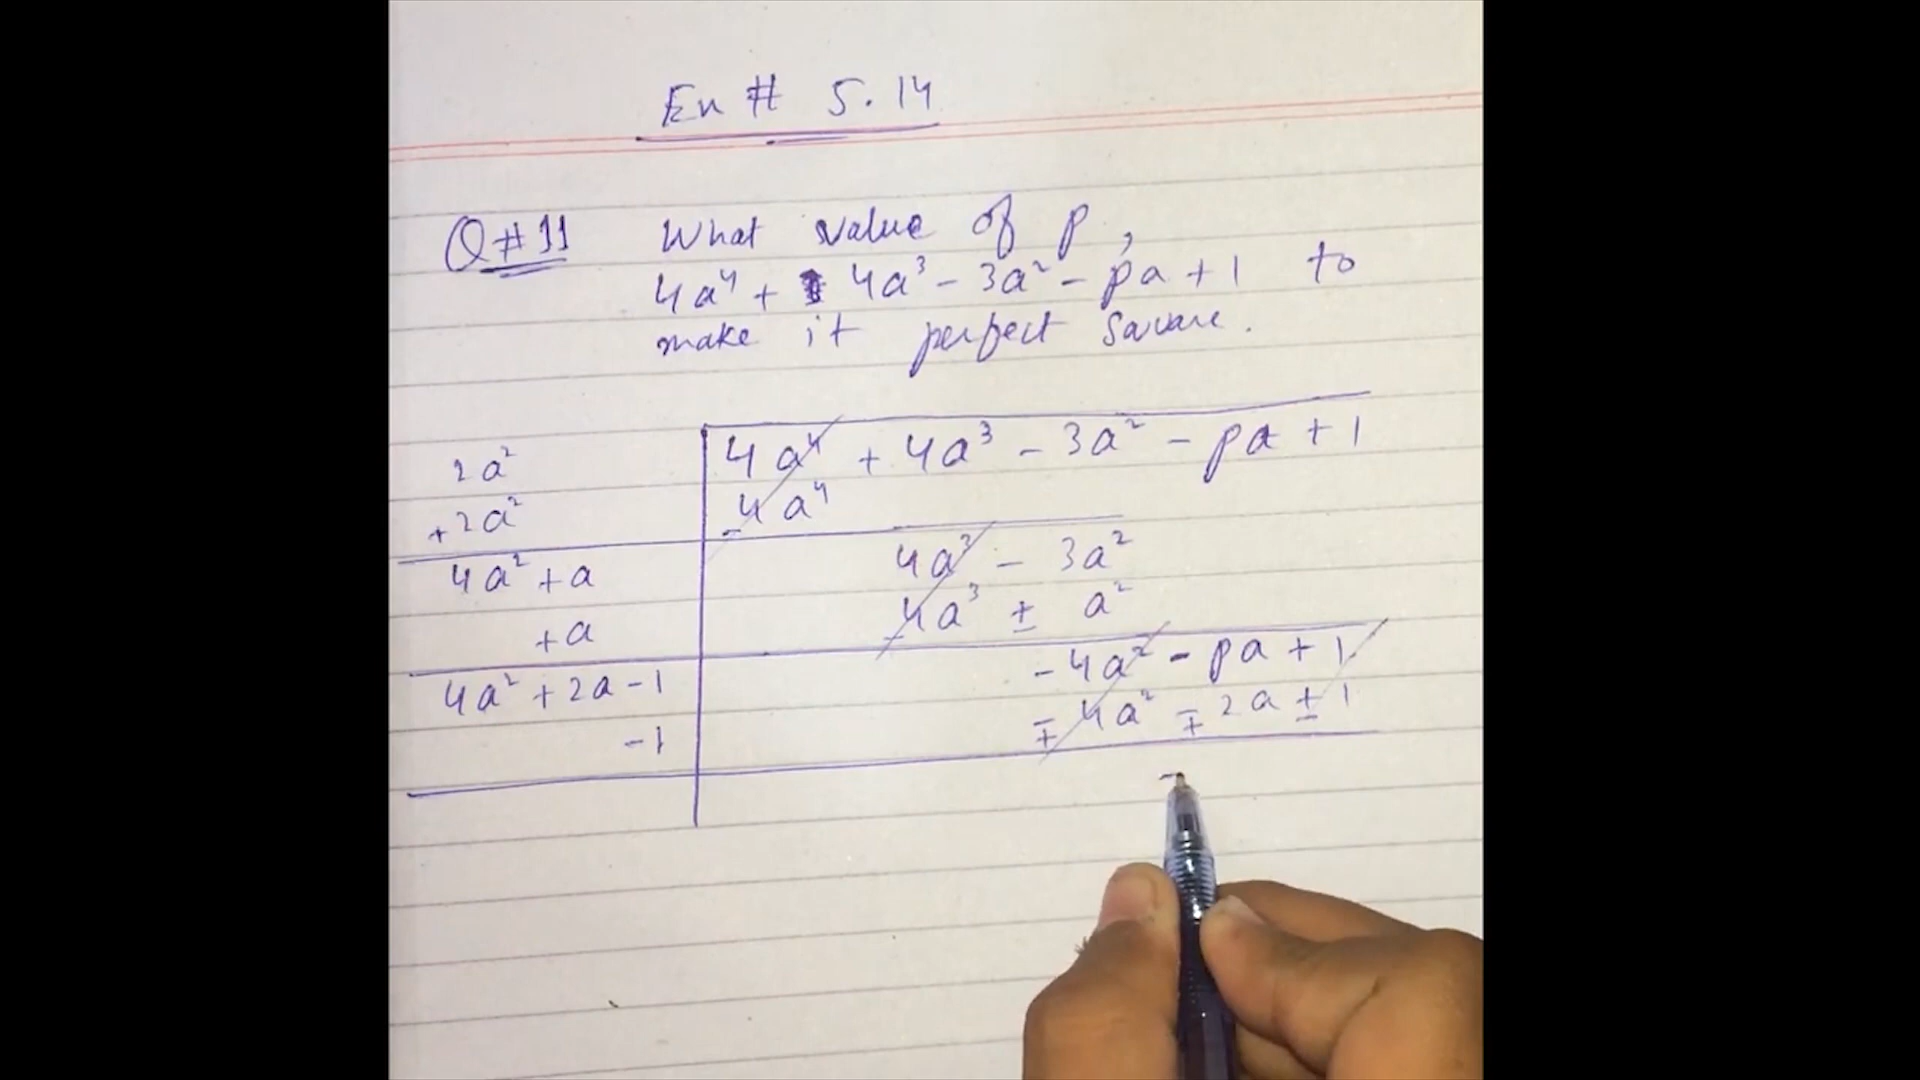 Ex # 5.14
Q#11 What value of p,
4a⁴ + 4a³ - 3a² - pa + 1 to
make it perfect Square.
2a² 4a⁴ + 4a³ - 3a² - pa + 1
+2a² -4a⁴
4a² + a 4a³ - 3a²
+a -4a³ ± a²
4a² + 2a - 1 -4a² - pa + 1
-1 ∓4a² ∓ 2a ± 1
-